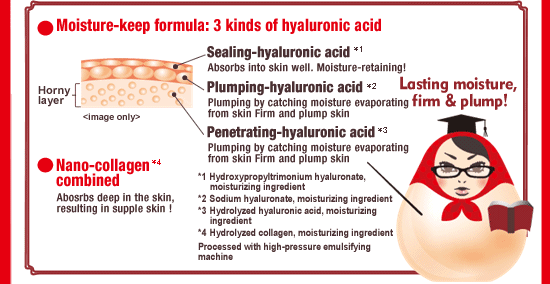 Moisture-keep formula: 3 kinds of hyaluronic acid
Sealing-hyaluronic acid *1
Absorbs into skin well. Moisture-retaining!
Plumping-hyaluronic acid *2
Plumping by catching moisture evaporating
from skin Firm and plump skin
Penetrating-hyaluronic acid *3
Plumping by catching moisture evaporating
from skin Firm and plump skin
Horny
layer
<image only>
Lasting moisture,
firm & plump!
Nano-collagen*4
combined
Abosrbs deep in the skin,
resulting in supple skin !
*1 Hydroxypropyltrimonium hyaluronate,
moisturizing ingredient
*2 Sodium hyaluronate, moisturizing ingredient
*3 Hydrolyzed hyaluronic acid, moisturizing
ingredient
*4 Hydrolyzed collagen, moisturizing ingredient
Processed with high-pressure emulsifying
machine